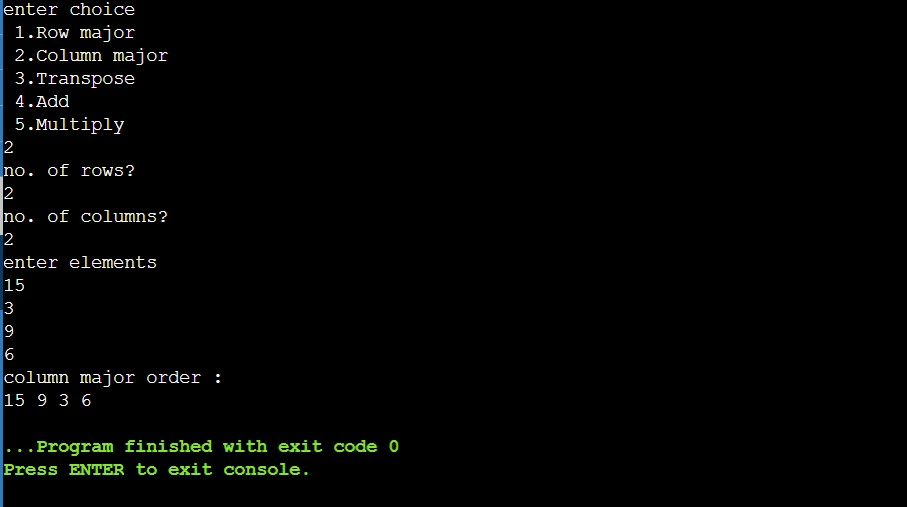 enter choice
1.Row major
2.Column major
3.Transpose
4.Add
5.Multiply
2
no. of rows?
2
no. of columns?
2
enter elements
15
3
9
6
column major order :
15 9 3 6
...Program finished with exit code 0
Press ENTER to exit console.